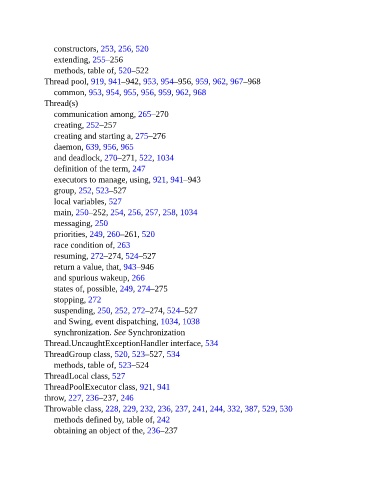 constructors, 253, 256, 520
extending, 255–256
methods, table of, 520–522
Thread pool, 919, 941–942, 953, 954–956, 959, 962, 967–968
common, 953, 954, 955, 956, 959, 962, 968
Thread(s)
communication among, 265–270
creating, 252–257
creating and starting a, 275–276
daemon, 639, 956, 965
and deadlock, 270–271, 522, 1034
definition of the term, 247
executors to manage, using, 921, 941–943
group, 252, 523–527
local variables, 527
main, 250–252, 254, 256, 257, 258, 1034
messaging, 250
priorities, 249, 260–261, 520
race condition of, 263
resuming, 272–274, 524–527
return a value, that, 943–946
and spurious wakeup, 266
states of, possible, 249, 274–275
stopping, 272
suspending, 250, 252, 272–274, 524–527
and Swing, event dispatching, 1034, 1038
synchronization. See Synchronization
Thread.UncaughtExceptionHandler interface, 534
ThreadGroup class, 520, 523–527, 534
methods, table of, 523–524
ThreadLocal class, 527
ThreadPoolExecutor class, 921, 941
throw, 227, 236–237, 246
Throwable class, 228, 229, 232, 236, 237, 241, 244, 332, 387, 529, 530
methods defined by, table of, 242
obtaining an object of the, 236–237